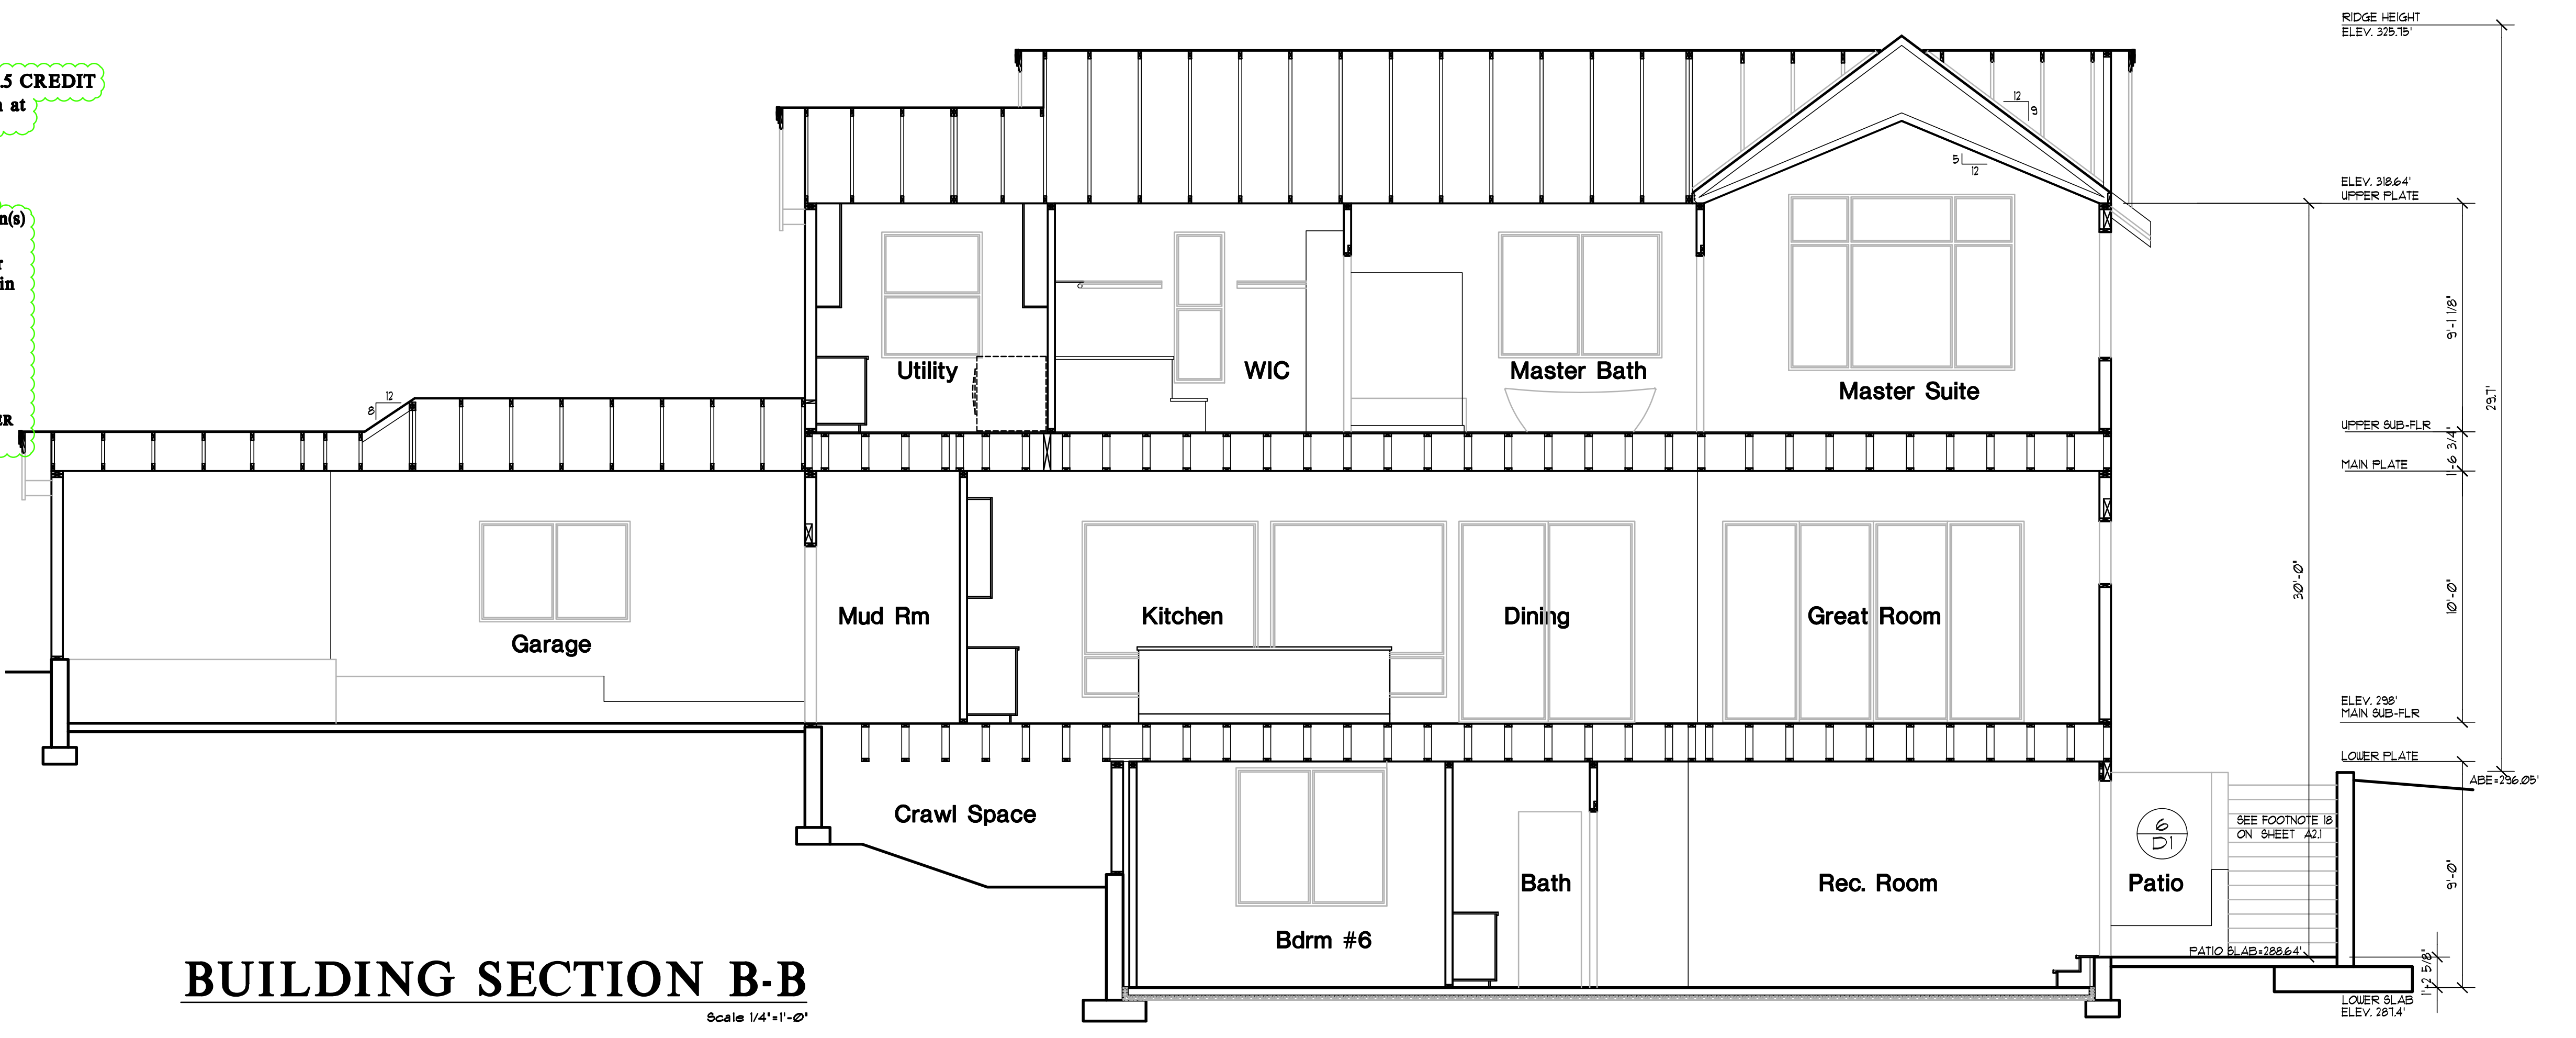 RIDGE HEIGHT
ELEV. 325.75'
.5 CREDIT
at
12
9
5
12
ELEV. 318.64'
UPPER PLATE
n(s)
in
9'-1 1/8"
29.7'
Utility
WIC
Master Bath
Master Suite
12
8
ER
UPPER SUB-FLR
1'-6 3/4"
MAIN PLATE
30'-0"
10'-0"
Garage
Mud Rm
Kitchen
Dining
Great Room
ELEV. 298'
MAIN SUB-FLR
LOWER PLATE
ABE=296.05'
Crawl Space
6
D1
SEE FOOTNOTE 18
ON SHEET A2.1
Bdrm #6
Bath
Rec. Room
Patio
9'-0"
PATIO SLAB=288.64'
1'-2 5/8"
LOWER SLAB
ELEV. 287.4'
BUILDING SECTION B-B
Scale 1/4"=1'-0"